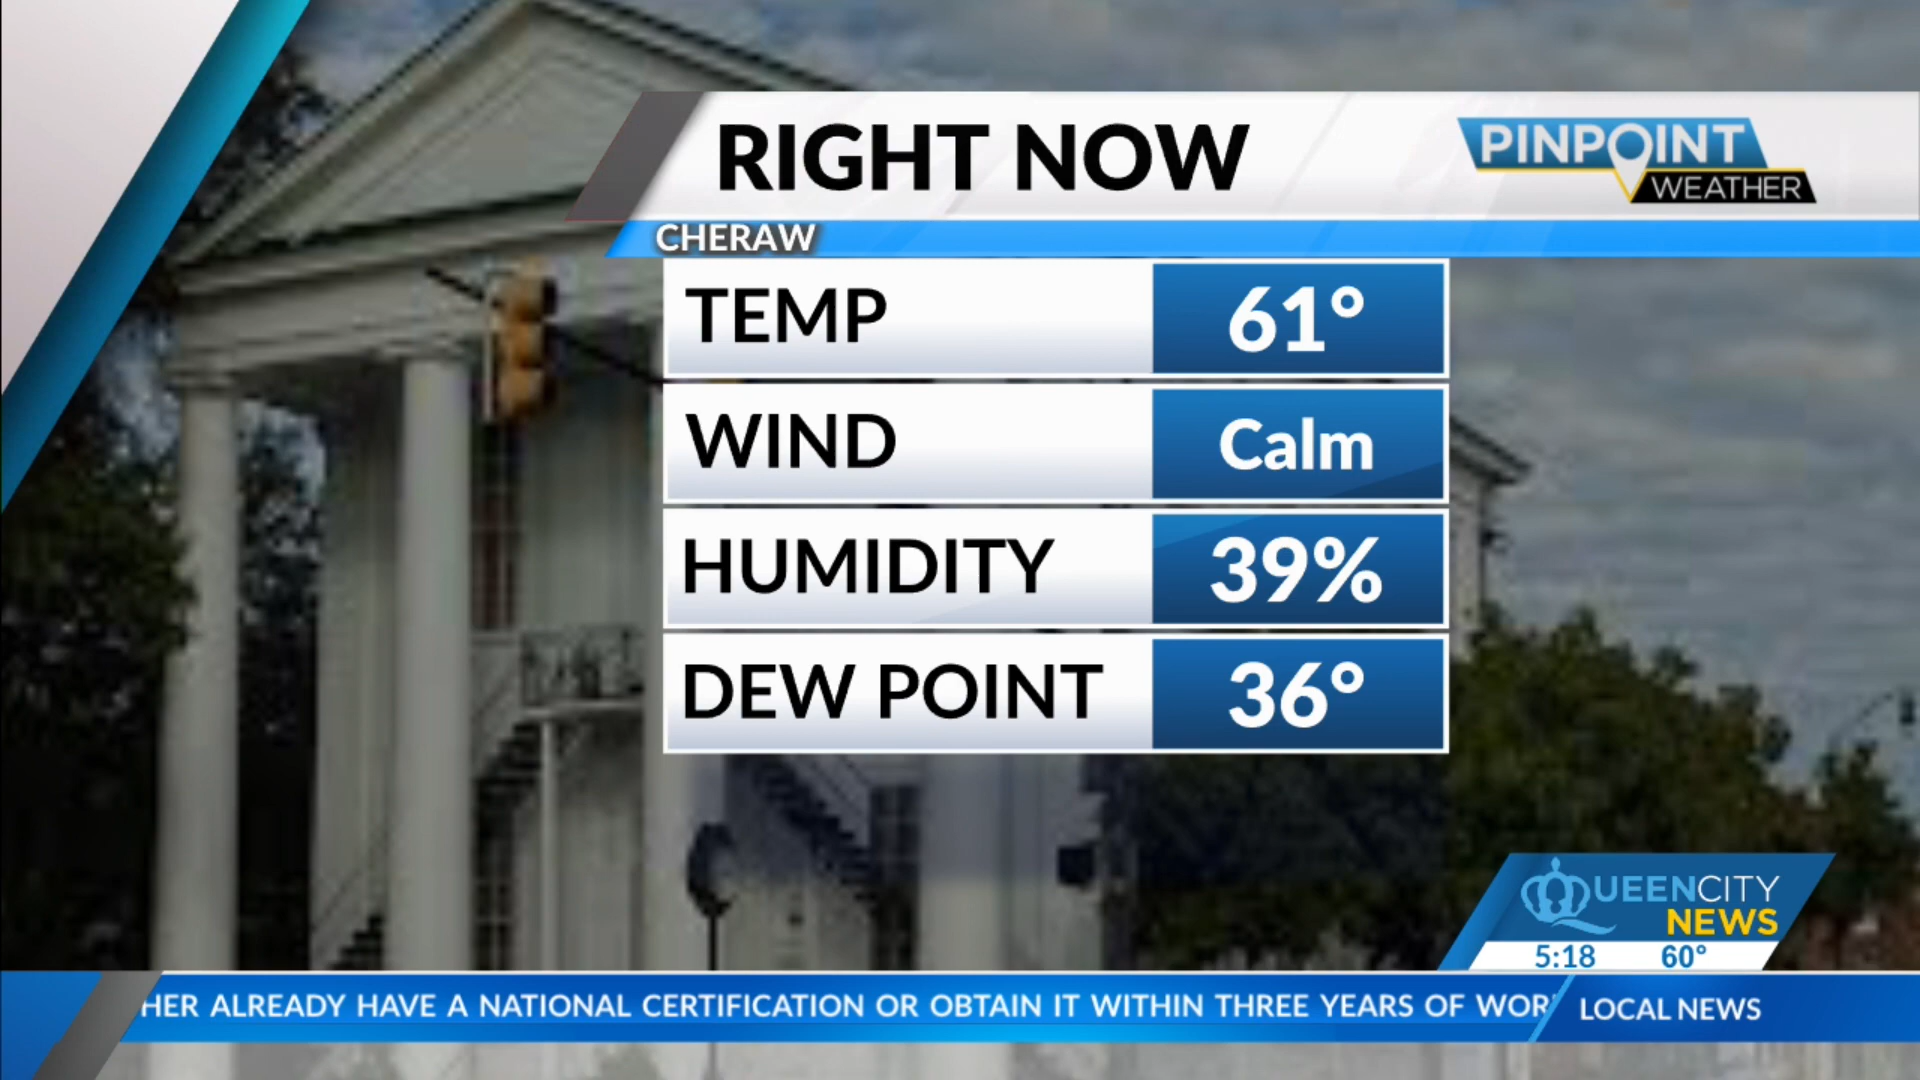 RIGHT NOW
PINPOINT
WEATHER
CHERAW
TEMP 61°
WIND Calm
HUMIDITY 39%
DEW POINT 36°
QUEENCITY
NEWS
5:18 60°
HER ALREADY HAVE A NATIONAL CERTIFICATION OR OBTAIN IT WITHIN THREE YEARS OF WOR
LOCAL NEWS